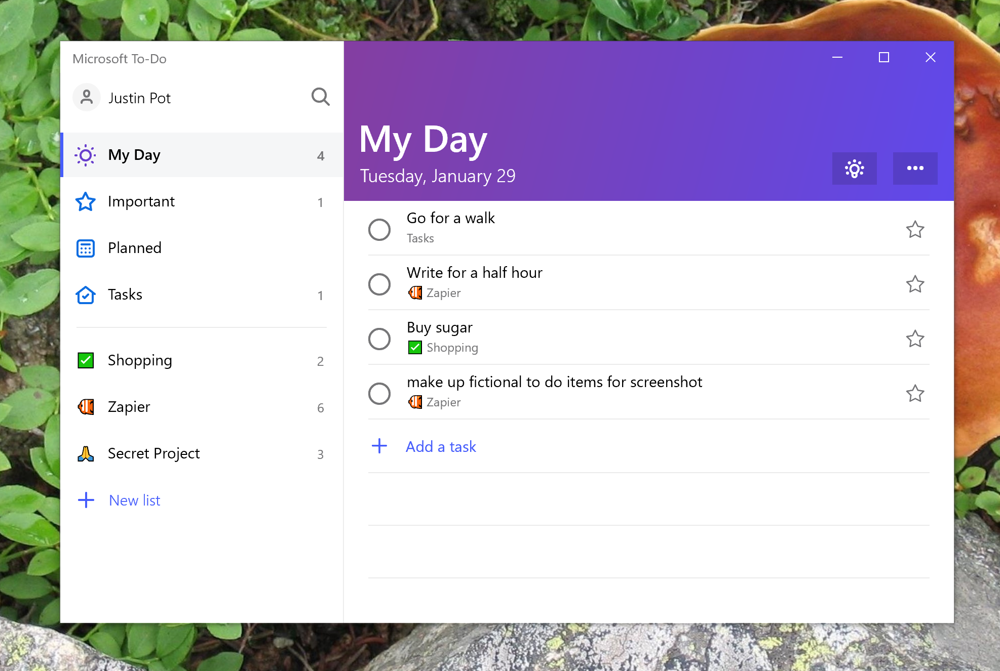 Microsoft To-Do
Justin Pot
My Day 4
Important 1
Planned
Tasks 1
Shopping 2
Zapier 6
Secret Project 3
New list
My Day
Tuesday, January 29
Go for a walk
Tasks
Write for a half hour
Zapier
Buy sugar
Shopping
make up fictional to do items for screenshot
Zapier
Add a task